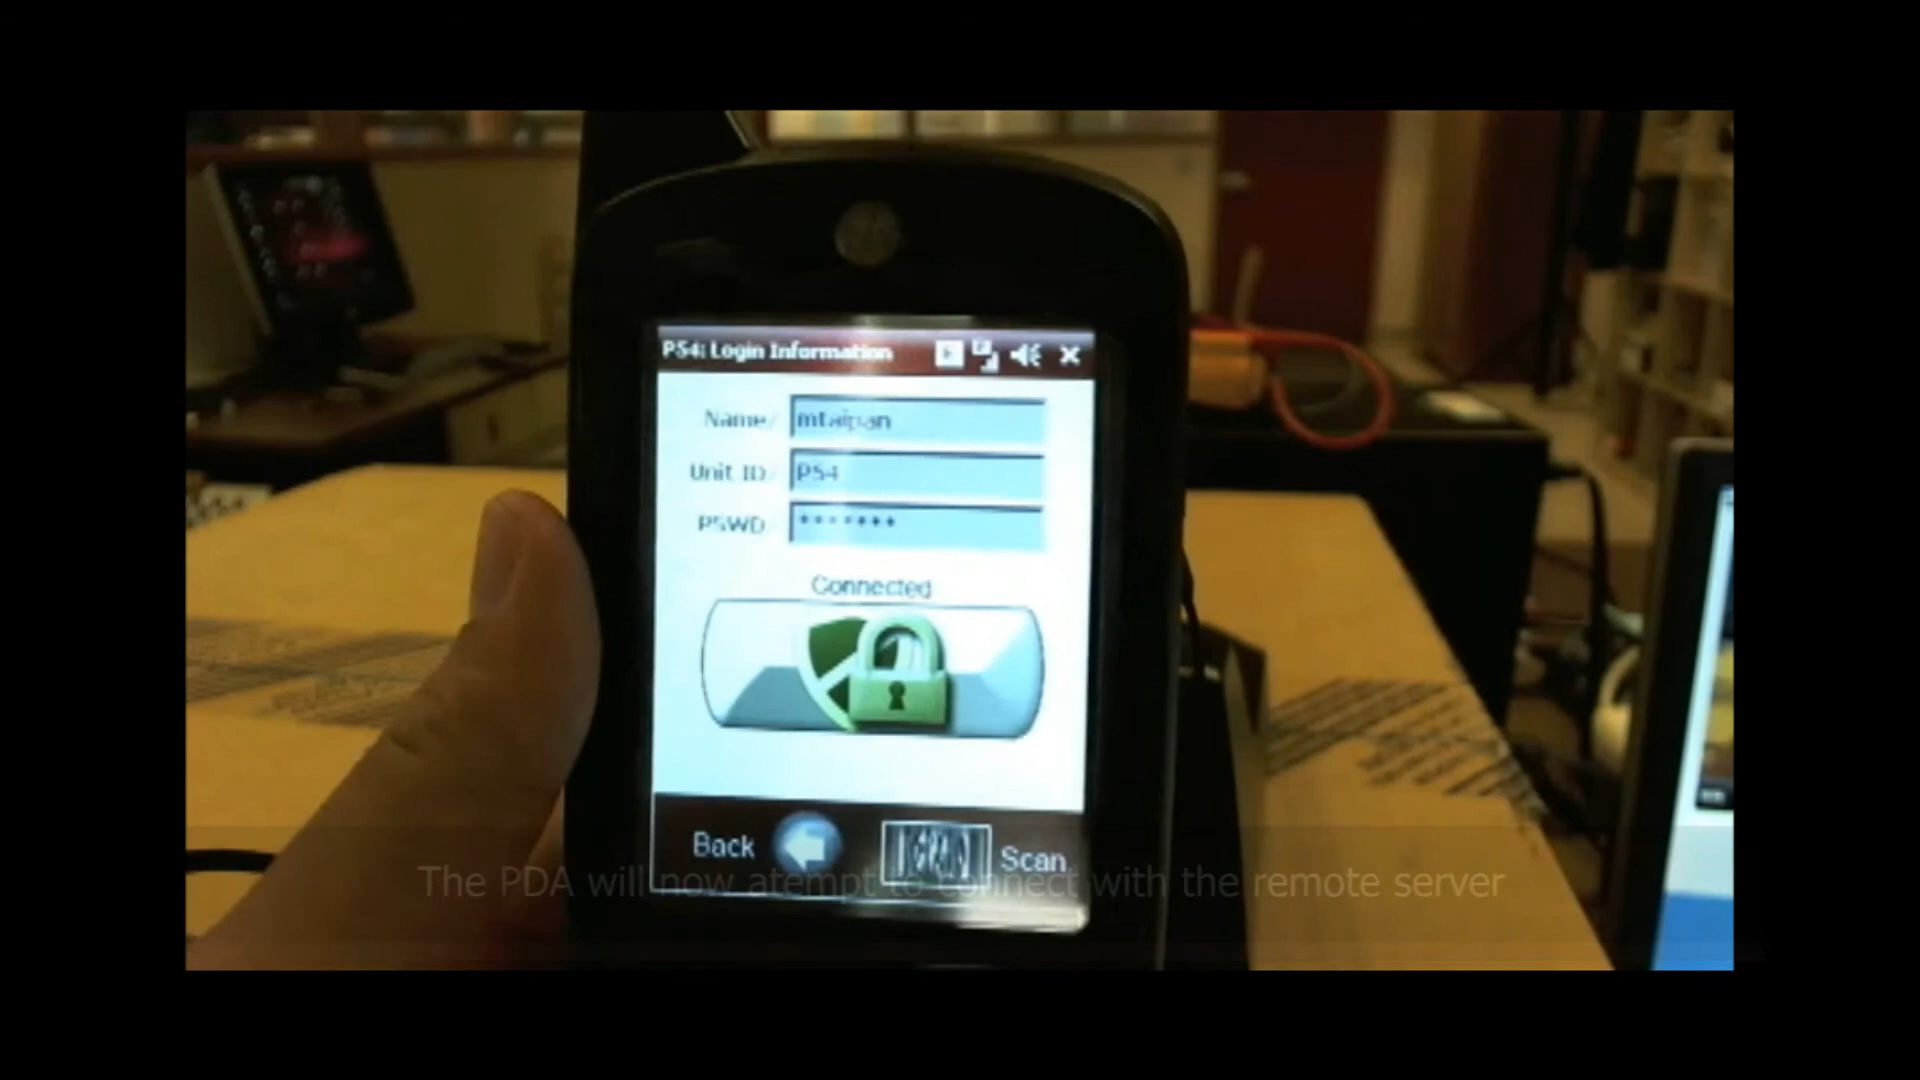 P54: Login Information
Name/ mtaipan
Unit ID/ P54
PSWD *******
Connected
Back Scan
The PDA will now atempt to connect with the remote server